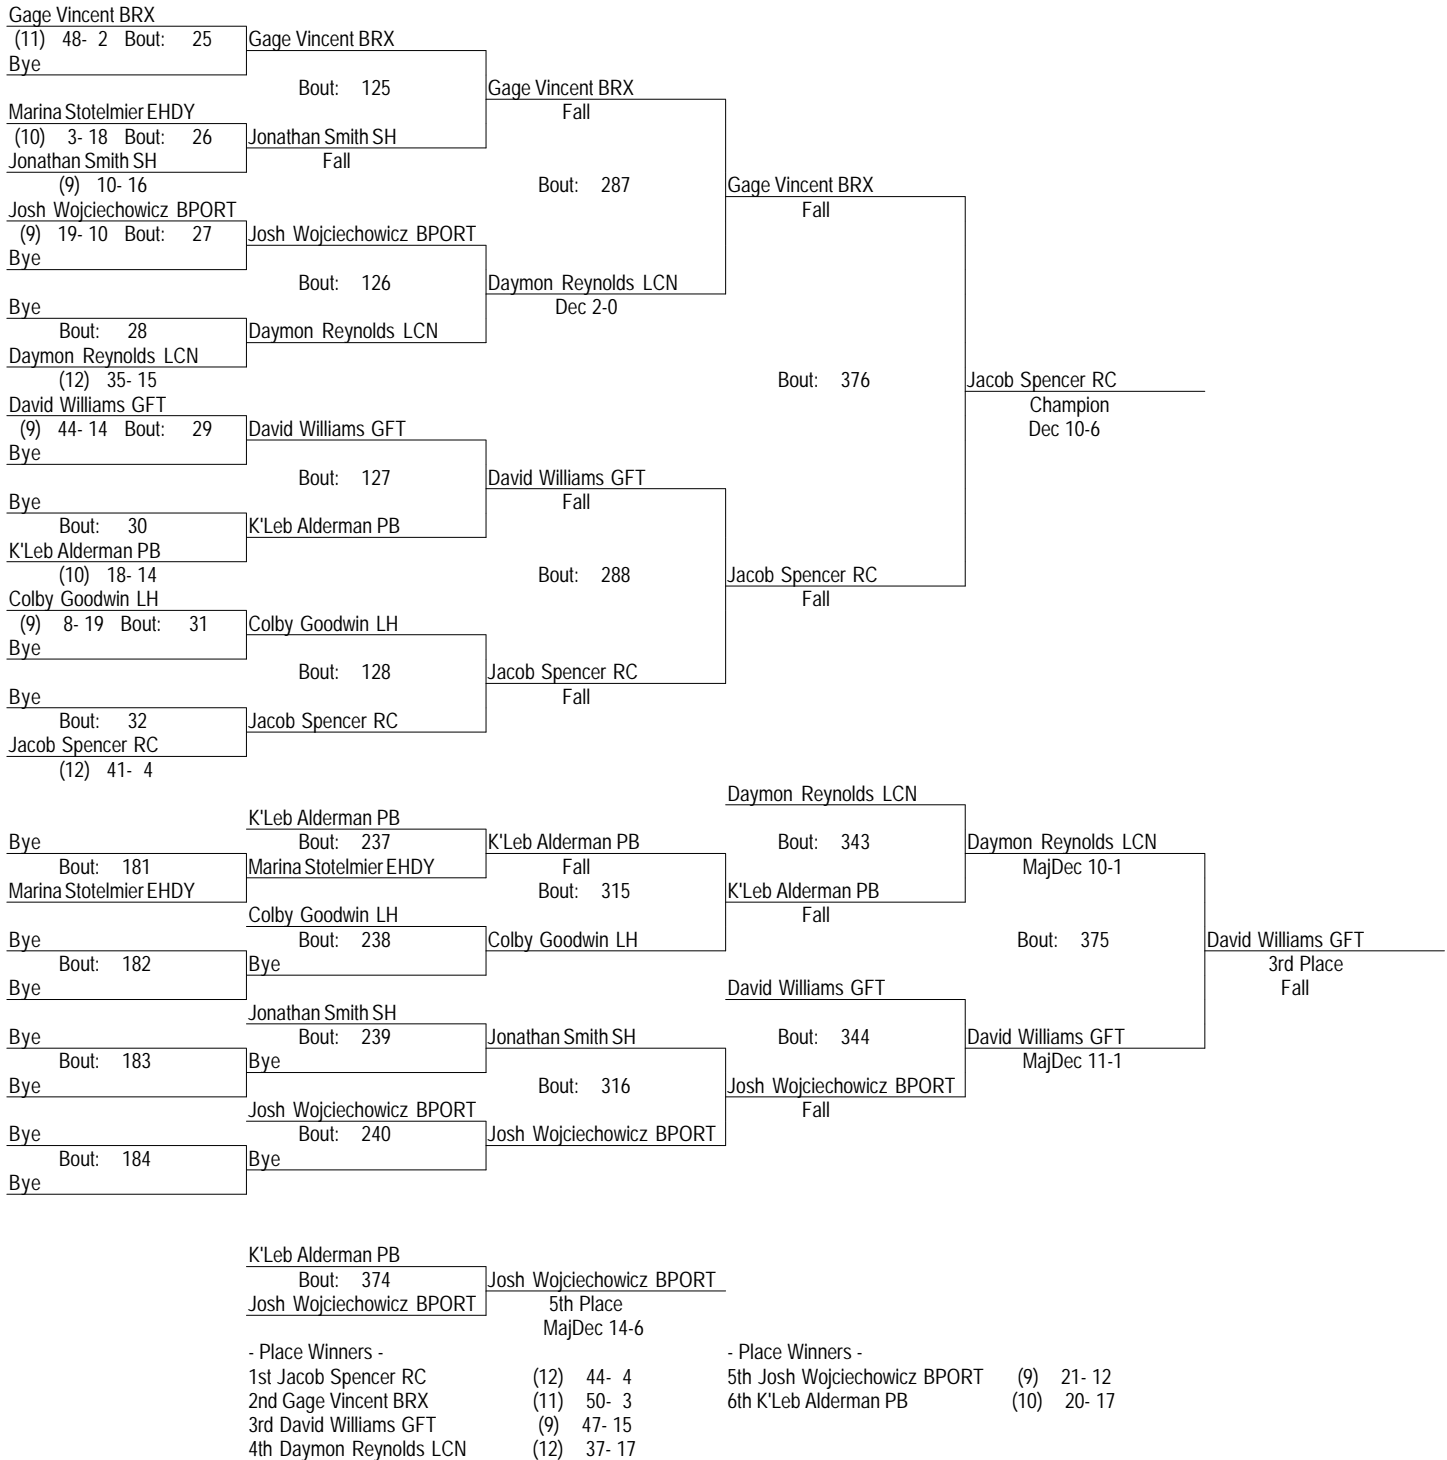 Gage Vincent BRX
(11) 48- 2 Bout: 25 Gage Vincent BRX
Bye
Bout: 125 Gage Vincent BRX
Marina Stotelmier EHDY Fall
(10) 3- 18 Bout: 26 Jonathan Smith SH
Jonathan Smith SH Fall
(9) 10- 16 Bout: 287 Gage Vincent BRX
Josh Wojciechowicz BPORT Fall
(9) 19- 10 Bout: 27 Josh Wojciechowicz BPORT
Bye
Bout: 126 Daymon Reynolds LCN
Bye Dec 2-0
Bout: 28 Daymon Reynolds LCN
Daymon Reynolds LCN
(12) 35- 15 Bout: 376 Jacob Spencer RC
David Williams GFT Champion
(9) 44- 14 Bout: 29 David Williams GFT Dec 10-6
Bye
Bout: 127 David Williams GFT
Bye Fall
Bout: 30 K'Leb Alderman PB
K'Leb Alderman PB
(10) 18- 14 Bout: 288 Jacob Spencer RC
Colby Goodwin LH Fall
(9) 8- 19 Bout: 31 Colby Goodwin LH
Bye
Bout: 128 Jacob Spencer RC
Bye Fall
Bout: 32 Jacob Spencer RC
Jacob Spencer RC
(12) 41- 4
Daymon Reynolds LCN
K'Leb Alderman PB
Bye Bout: 237 K'Leb Alderman PB Bout: 343 Daymon Reynolds LCN
Bout: 181 Marina Stotelmier EHDY Fall MajDec 10-1
Marina Stotelmier EHDY Bout: 315 K'Leb Alderman PB
Colby Goodwin LH Fall
Bye Bout: 238 Colby Goodwin LH Bout: 375 David Williams GFT
Bout: 182 Bye 3rd Place
Bye David Williams GFT Fall
Jonathan Smith SH
Bye Bout: 239 Jonathan Smith SH Bout: 344 David Williams GFT
Bout: 183 Bye MajDec 11-1
Bye Bout: 316 Josh Wojciechowicz BPORT
Josh Wojciechowicz BPORT Fall
Bye Bout: 240 Josh Wojciechowicz BPORT
Bout: 184 Bye
Bye
K'Leb Alderman PB
Bout: 374 Josh Wojciechowicz BPORT
Josh Wojciechowicz BPORT 5th Place
MajDec 14-6
- Place Winners - - Place Winners -
1st Jacob Spencer RC (12) 44- 4 5th Josh Wojciechowicz BPORT (9) 21- 12
2nd Gage Vincent BRX (11) 50- 3 6th K'Leb Alderman PB (10) 20- 17
3rd David Williams GFT (9) 47- 15
4th Daymon Reynolds LCN (12) 37- 17